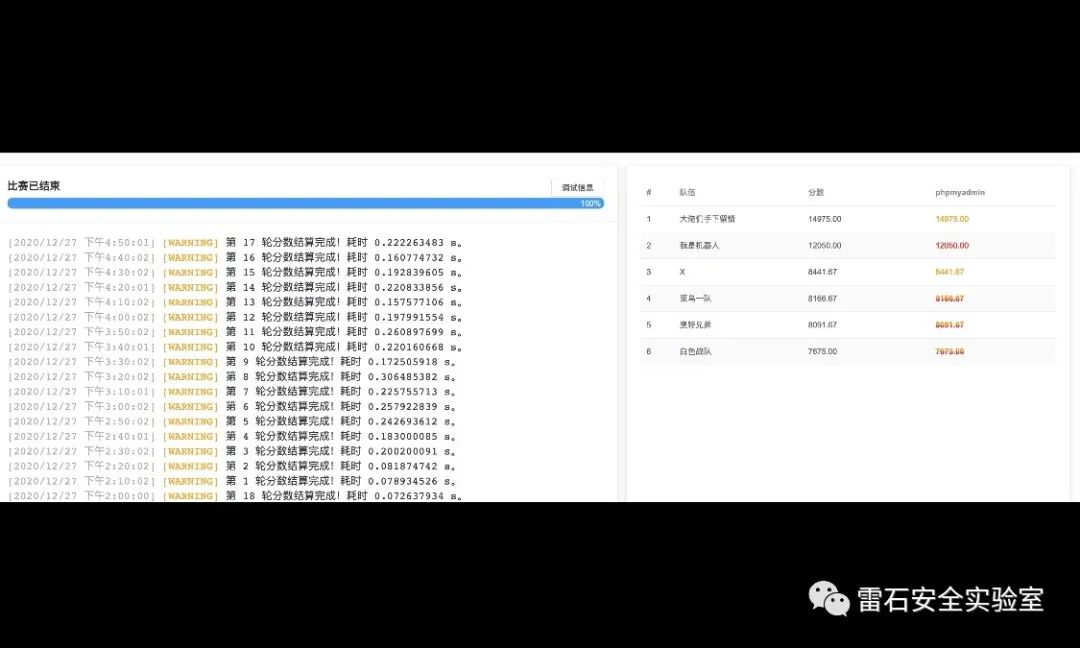 比赛已结束
调试信息
100%
[2020/12/27 下午4:50:01] [WARNING] 第 17 轮分数结算完成! 耗时 0.222263483 s。
[2020/12/27 下午4:40:02] [WARNING] 第 16 轮分数结算完成! 耗时 0.160774732 s。
[2020/12/27 下午4:30:02] [WARNING] 第 15 轮分数结算完成! 耗时 0.192839605 s。
[2020/12/27 下午4:20:01] [WARNING] 第 14 轮分数结算完成! 耗时 0.220833856 s。
[2020/12/27 下午4:10:02] [WARNING] 第 13 轮分数结算完成! 耗时 0.157577106 s。
[2020/12/27 下午4:00:02] [WARNING] 第 12 轮分数结算完成! 耗时 0.197991554 s。
[2020/12/27 下午3:50:02] [WARNING] 第 11 轮分数结算完成! 耗时 0.260897699 s。
[2020/12/27 下午3:40:01] [WARNING] 第 10 轮分数结算完成! 耗时 0.220160668 s。
[2020/12/27 下午3:30:02] [WARNING] 第 9 轮分数结算完成! 耗时 0.172505918 s。
[2020/12/27 下午3:20:02] [WARNING] 第 8 轮分数结算完成! 耗时 0.306485382 s。
[2020/12/27 下午3:10:01] [WARNING] 第 7 轮分数结算完成! 耗时 0.225755713 s。
[2020/12/27 下午3:00:02] [WARNING] 第 6 轮分数结算完成! 耗时 0.257922839 s。
[2020/12/27 下午2:50:02] [WARNING] 第 5 轮分数结算完成! 耗时 0.242693612 s。
[2020/12/27 下午2:40:01] [WARNING] 第 4 轮分数结算完成! 耗时 0.183000085 s。
[2020/12/27 下午2:30:02] [WARNING] 第 3 轮分数结算完成! 耗时 0.200200091 s。
[2020/12/27 下午2:20:02] [WARNING] 第 2 轮分数结算完成! 耗时 0.081874742 s。
[2020/12/27 下午2:10:02] [WARNING] 第 1 轮分数结算完成! 耗时 0.078934526 s。
[2020/12/27 下午2:00:00] [WARNING] 第 18 轮分数结算完成! 耗时 0.072637934 s。
# 队伍 分数 phpmyadmin
1 大佬们手下留情 14975.00 14975.00
2 我是机器人 12050.00 12050.00
3 X 8441.67 8441.67
4 菜鸟一队 8166.67 8166.67
5 奥特兄弟 8091.67 8091.67
6 白色战队 7675.00 7675.00
雷石安全实验室